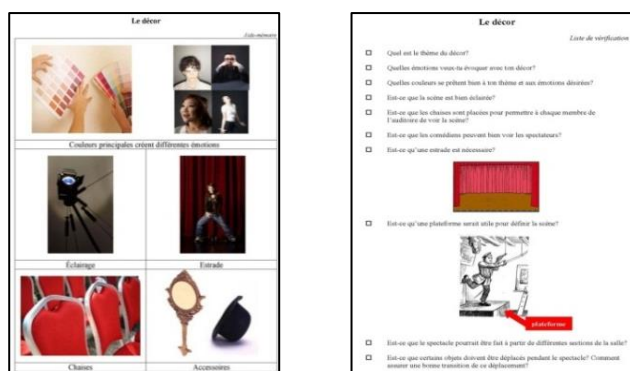 Le décor
Aide-mémoire
Couleurs principales créent différentes émotions
Éclairage
Estrade
Chaises
Accessoires
Le décor
Liste de vérification
Quel est le thème du décor?
Quelles émotions veux-tu évoquer avec ton décor?
Quelles couleurs se prêtent bien à ton thème et aux émotions désirées?
Est-ce que la scène est bien éclairée?
Est-ce que les chaises sont placées pour permettre à chaque membre de
l'auditoire de voir la scène?
Est-ce que les comédiens peuvent bien voir les spectateurs?
Est-ce qu'une estrade est nécessaire?
Est-ce qu'une plateforme serait utile pour définir la scène?
plateforme
Est-ce que le spectacle pourrait être fait à partir de différentes sections de la salle?
Est-ce que certains objets doivent être déplacés pendant le spectacle? Comment
assurer une bonne transition de ce déplacement?